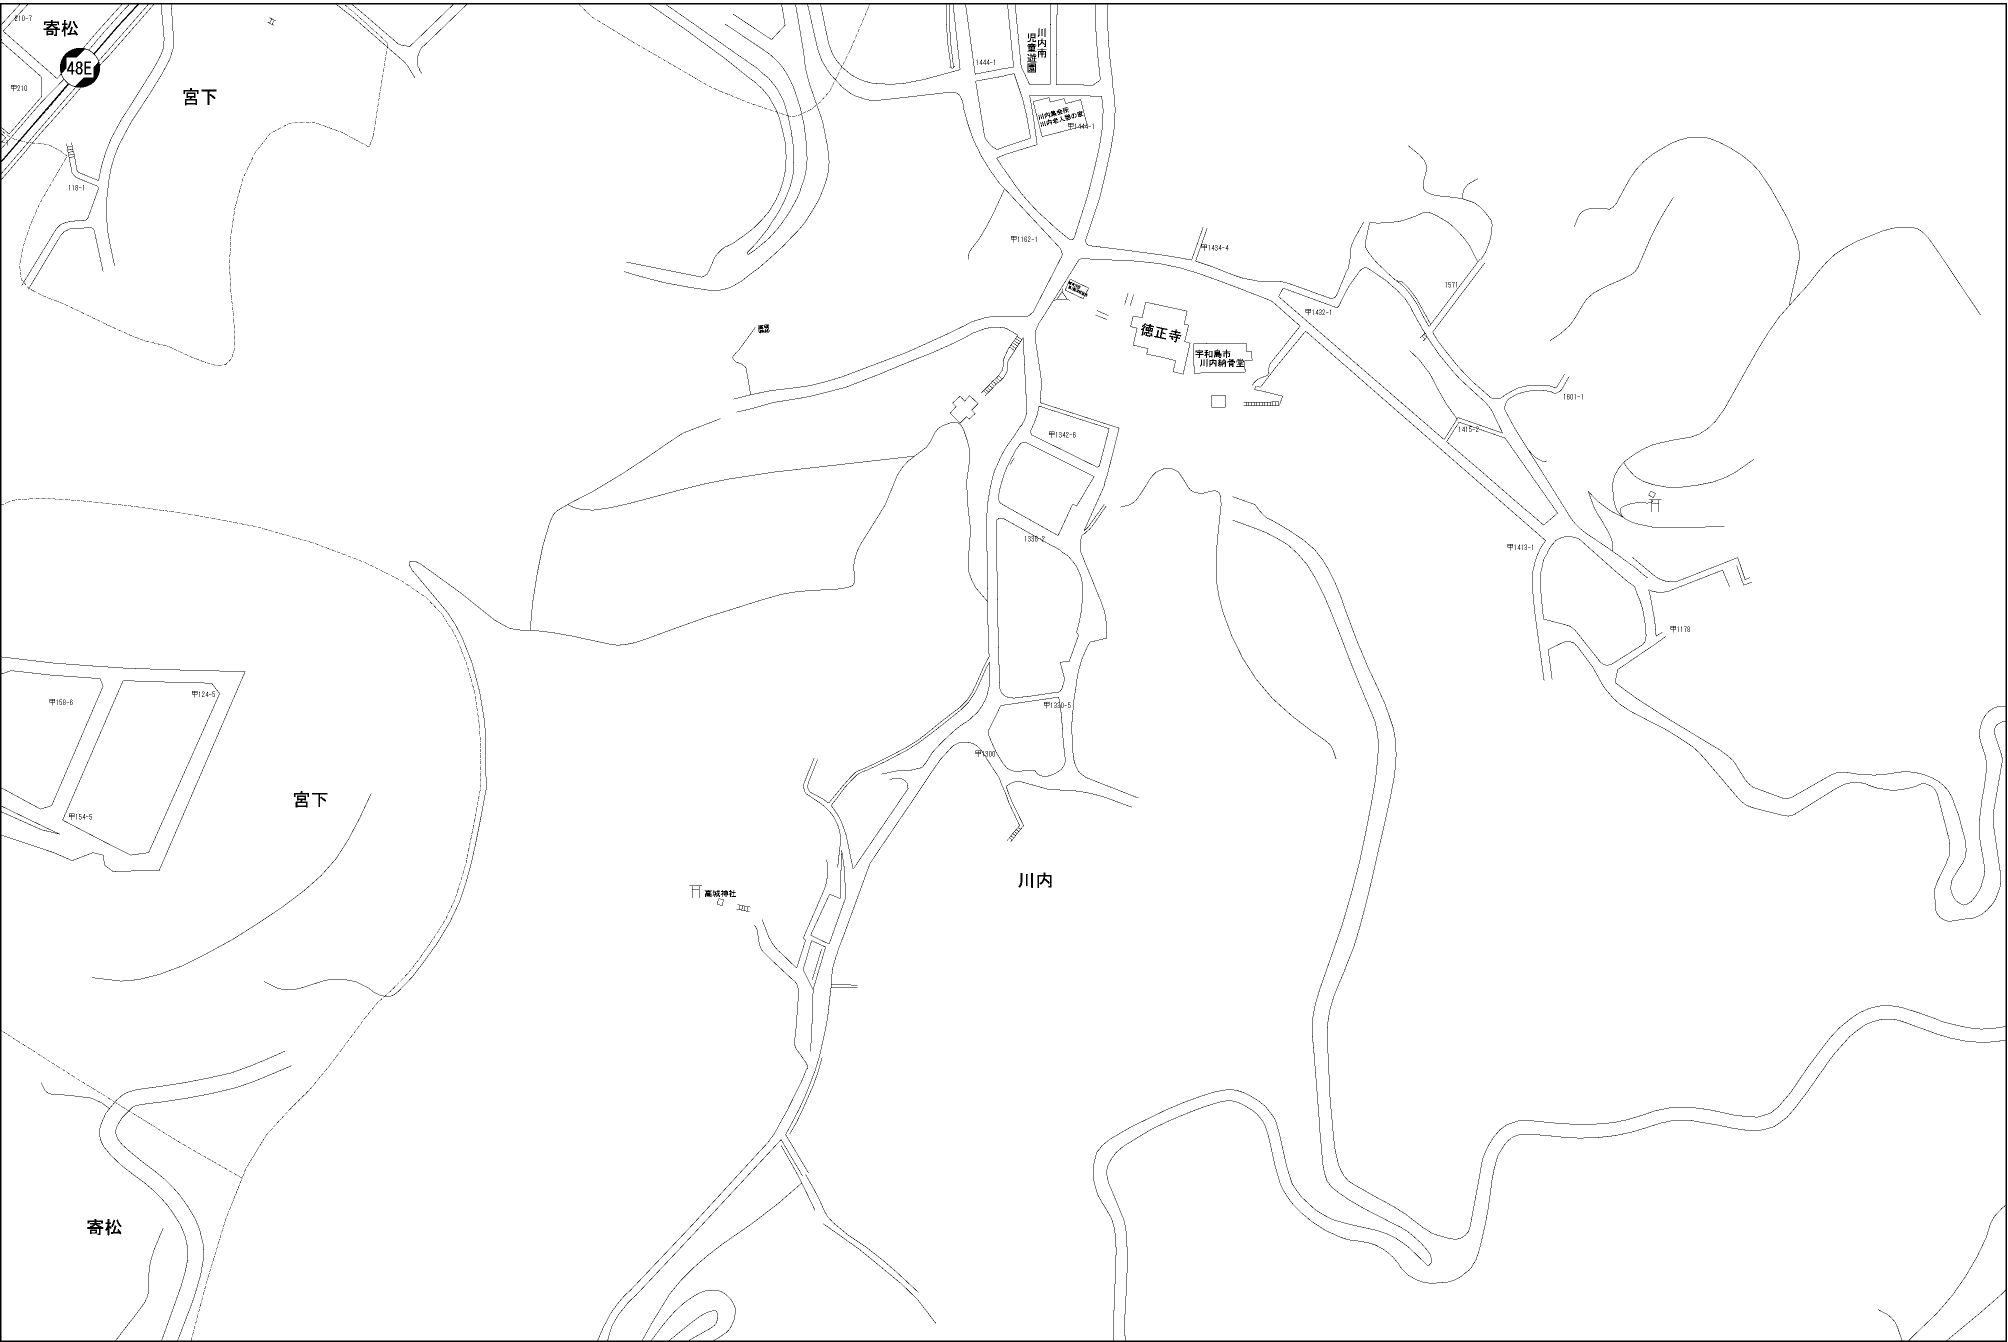 210-7
寄松
48E
甲210
宮下
118-1
1444-1
川内南
児童遊園
川内集会所
川内老人憩の家
甲1444-1
甲1162-1
甲1434-4
1571
甲1432-1
徳正寺
宇和島市
川内納骨堂
1601-1
甲1342-6
1415-2
1338-2
甲1413-1
甲1179
甲158-6
甲124-5
甲1330-5
甲1300
宮下
甲154-5
川内
高城神社
寄松